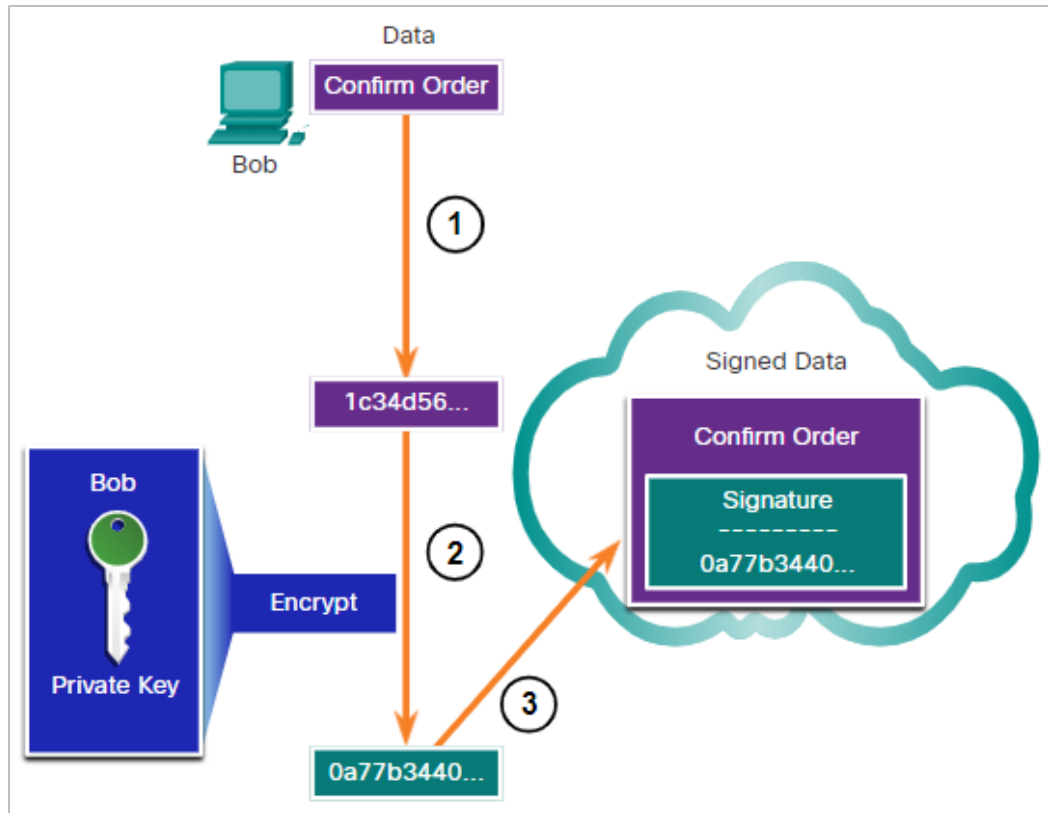 Data
Confirm Order
Bob
1
1c34d56...
Signed Data
Confirm Order
Signature
---------
0a77b3440...
Bob
Private Key
Encrypt
2
3
0a77b3440...